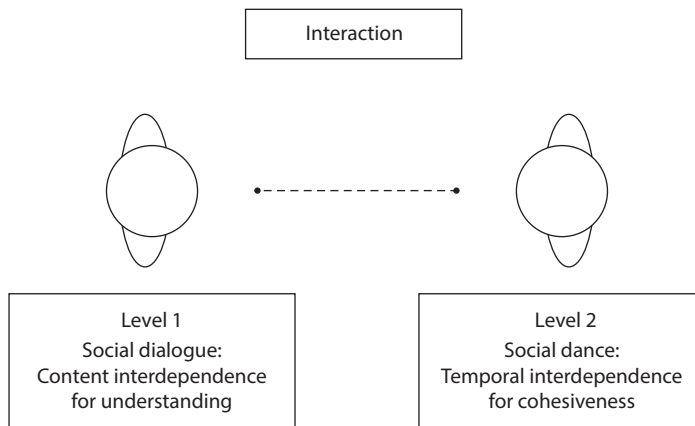 Interaction
Level 1
Social dialogue:
Content interdependence
for understanding
Level 2
Social dance:
Temporal interdependence
for cohesiveness